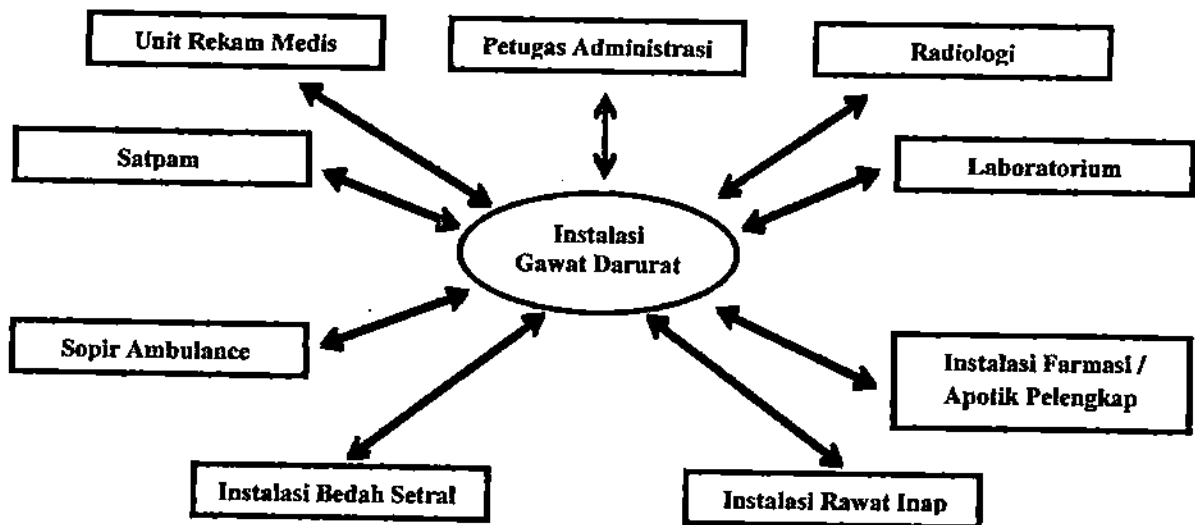 Unit Rekam Medis
Petugas Administrasi
Radiologi
Satpam
Laboratorium
Instalasi
Gawat Darurat
Sopir Ambulance
Instalasi Farmasi /
Apotik Pelengkap
Instalasi Bedah Setral
Instalasi Rawat Inap